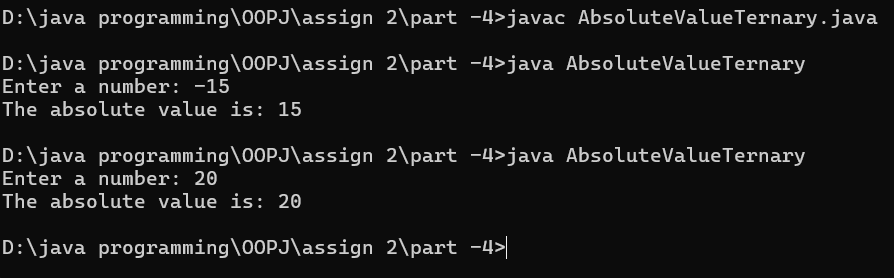 D:\java programming\OOPJ\assign 2\part -4>javac AbsoluteValueTernary.java
D:\java programming\OOPJ\assign 2\part -4>java AbsoluteValueTernary
Enter a number: -15
The absolute value is: 15
D:\java programming\OOPJ\assign 2\part -4>java AbsoluteValueTernary
Enter a number: 20
The absolute value is: 20
D:\java programming\OOPJ\assign 2\part -4>